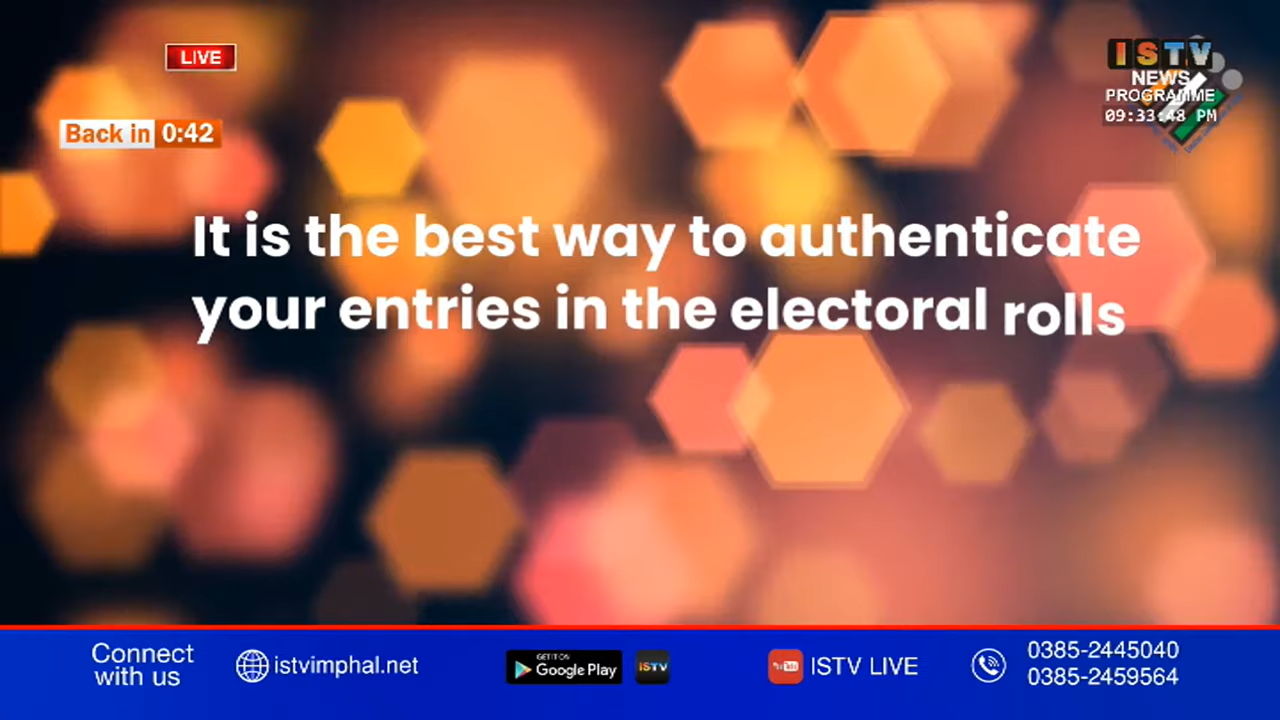 LIVE
ISTV
NEWS
PROGRAMME
09:33:48 PM
Back in 0:42
It is the best way to authenticate
your entries in the electoral rolls
Connect
with us
istvimphal.net
GET IT ON
Google Play
ISTV
ISTV LIVE
0385-2445040
0385-2459564